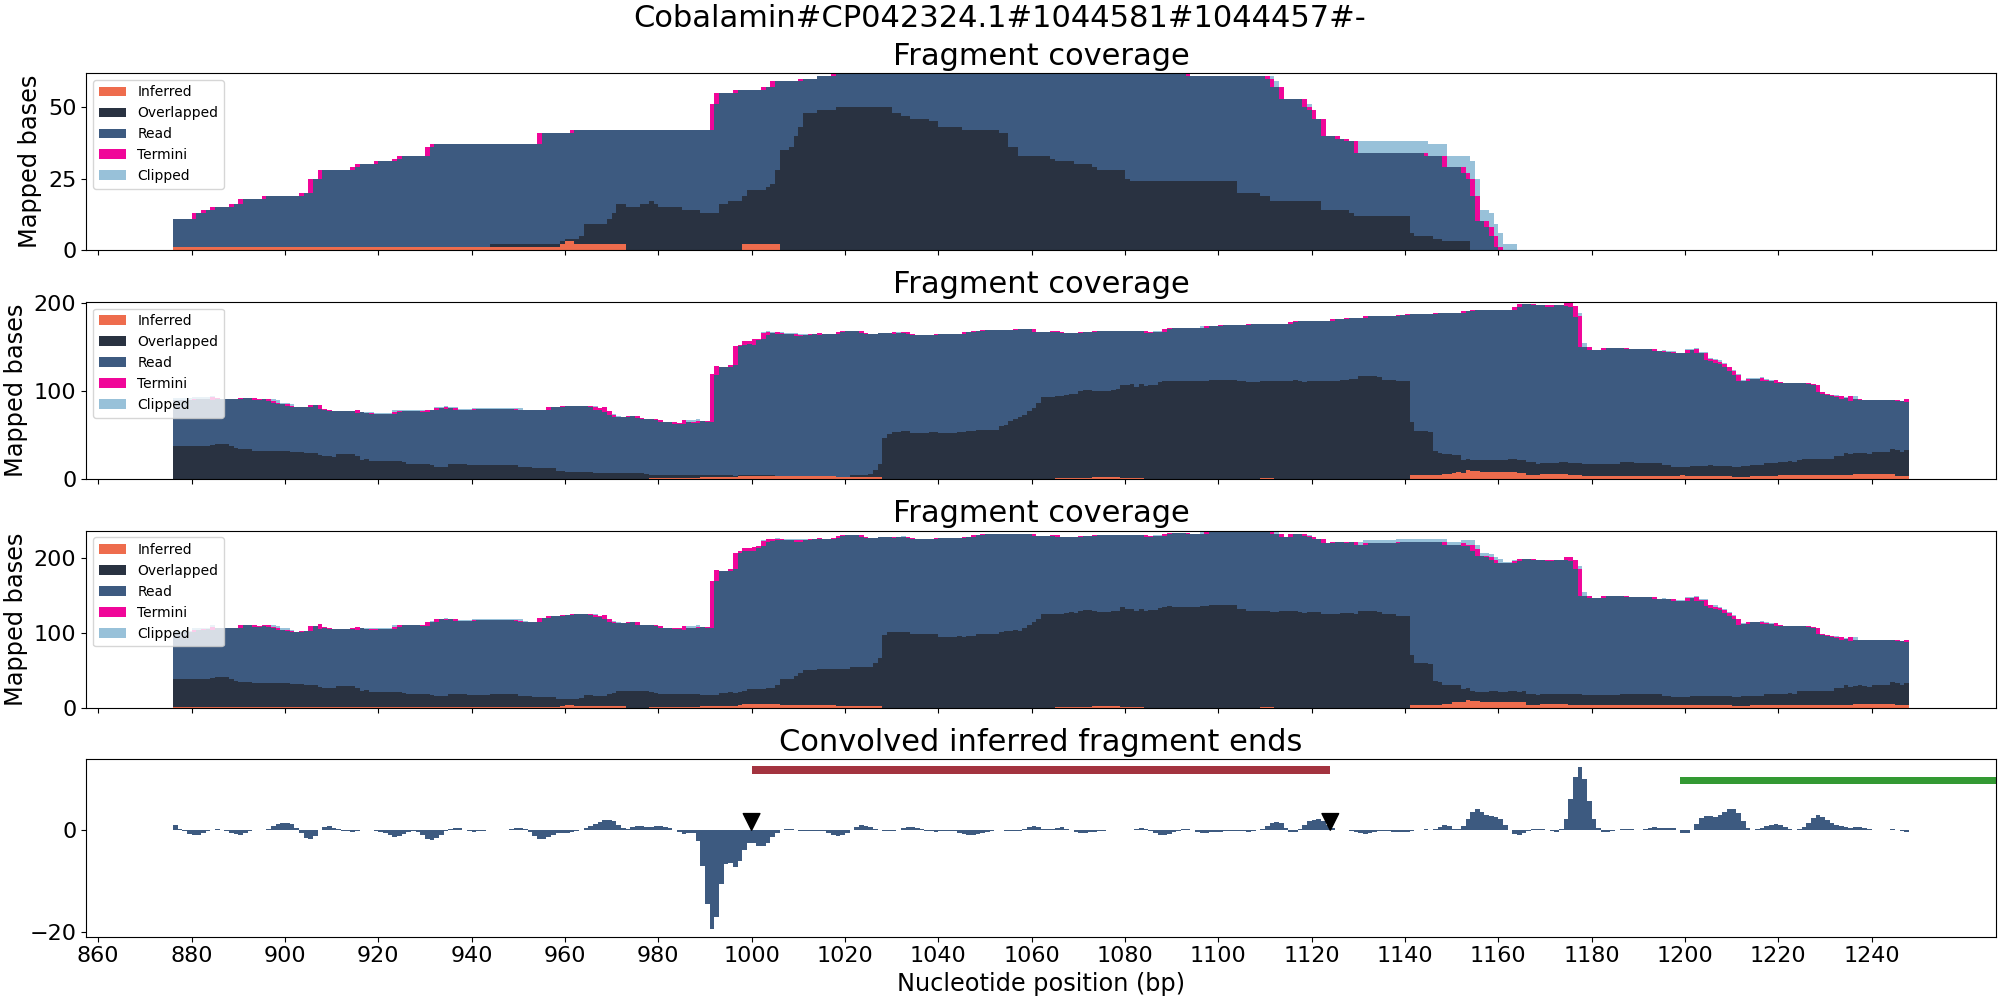 Cobalamin#CP042324.1#1044581#1044457#-
Fragment coverage
Mapped bases
50
25
0
Inferred
Overlapped
Read
Termini
Clipped
Fragment coverage
Mapped bases
200
100
0
Inferred
Overlapped
Read
Termini
Clipped
Fragment coverage
Mapped bases
200
100
0
Inferred
Overlapped
Read
Termini
Clipped
Convolved inferred fragment ends
0
−20
860 880 900 920 940 960 980 1000 1020 1040 1060 1080 1100 1120 1140 1160 1180 1200 1220 1240
Nucleotide position (bp)